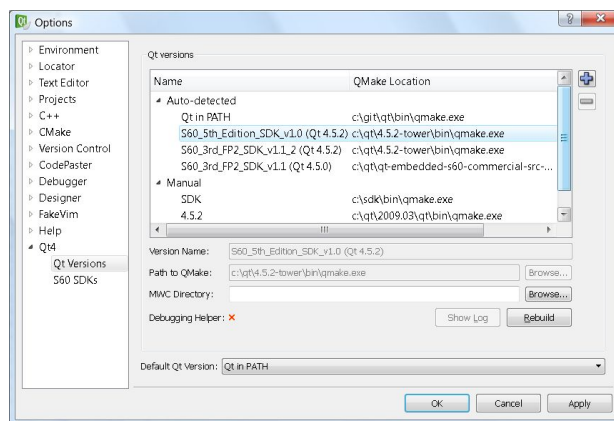 Options
Environment
Locator
Text Editor
Projects
C++
CMake
Version Control
CodePaster
Debugger
Designer
FakeVim
Help
Qt4
Qt Versions
S60 SDKs
Qt versions
Name QMake Location
Auto-detected
Qt in PATH c:\git\qt\bin\qmake.exe
S60_5th_Edition_SDK_v1.0 (Qt 4.5.2) c:\qt\4.5.2-tower\bin\qmake.exe
S60_3rd_FP2_SDK_v1.1_2 (Qt 4.5.2) c:\qt\4.5.2-tower\bin\qmake.exe
S60_3rd_FP2_SDK_v1.1 (Qt 4.5.0) c:\qt\qt-embedded-s60-commercial-src-...
Manual
SDK c:\sdk\bin\qmake.exe
4.5.2 c:\qt\2009.03\qt\bin\qmake.exe
Version Name: S60_5th_Edition_SDK_v1.0 (Qt 4.5.2)
Path to QMake: c:\qt\4.5.2-tower\bin\qmake.exe Browse...
MWC Directory: Browse...
Debugging Helper: Show Log Rebuild
Default Qt Version: Qt in PATH
OK Cancel Apply